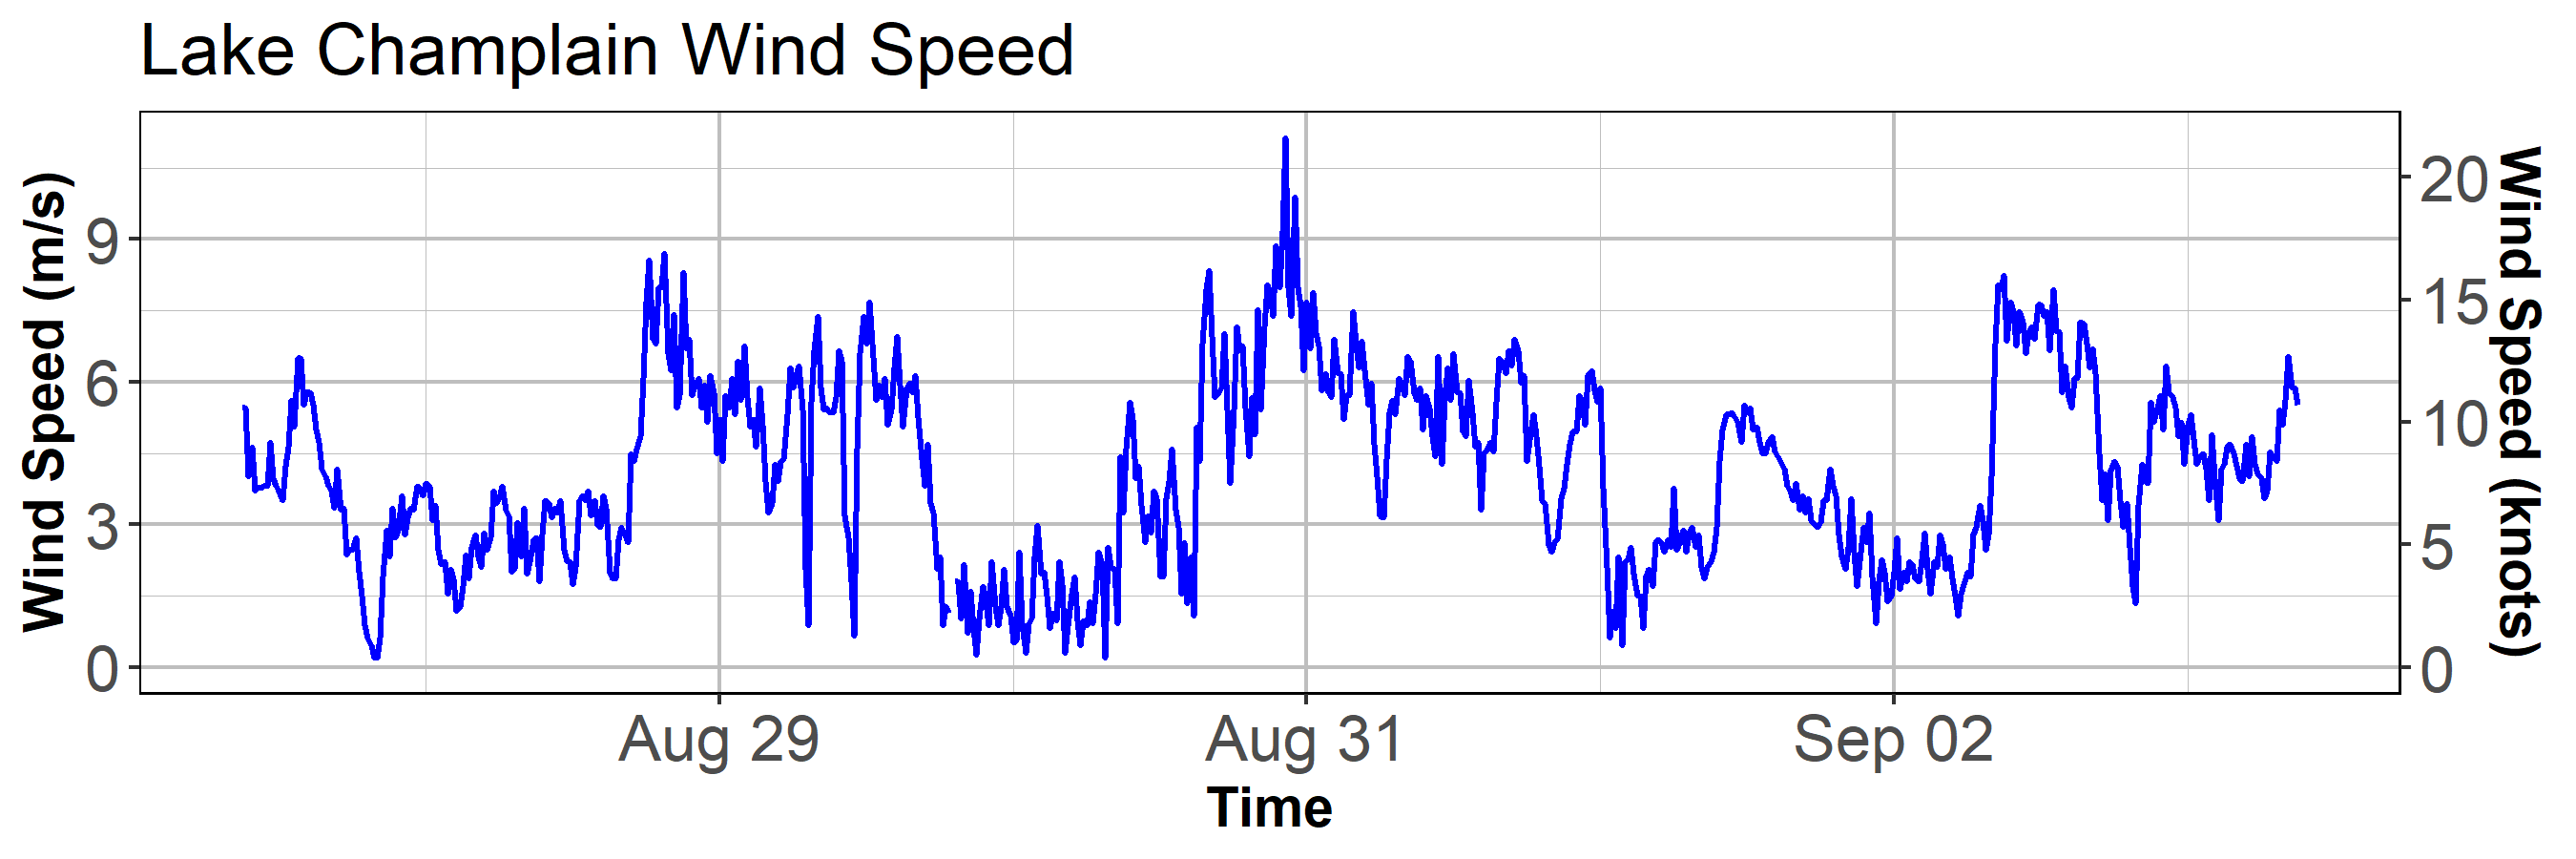 Lake Champlain Wind Speed
Wind Speed (m/s)
9
6
3
0
20
15
10
5
0
Wind Speed (knots)
Aug 29
Aug 31
Sep 02
Time